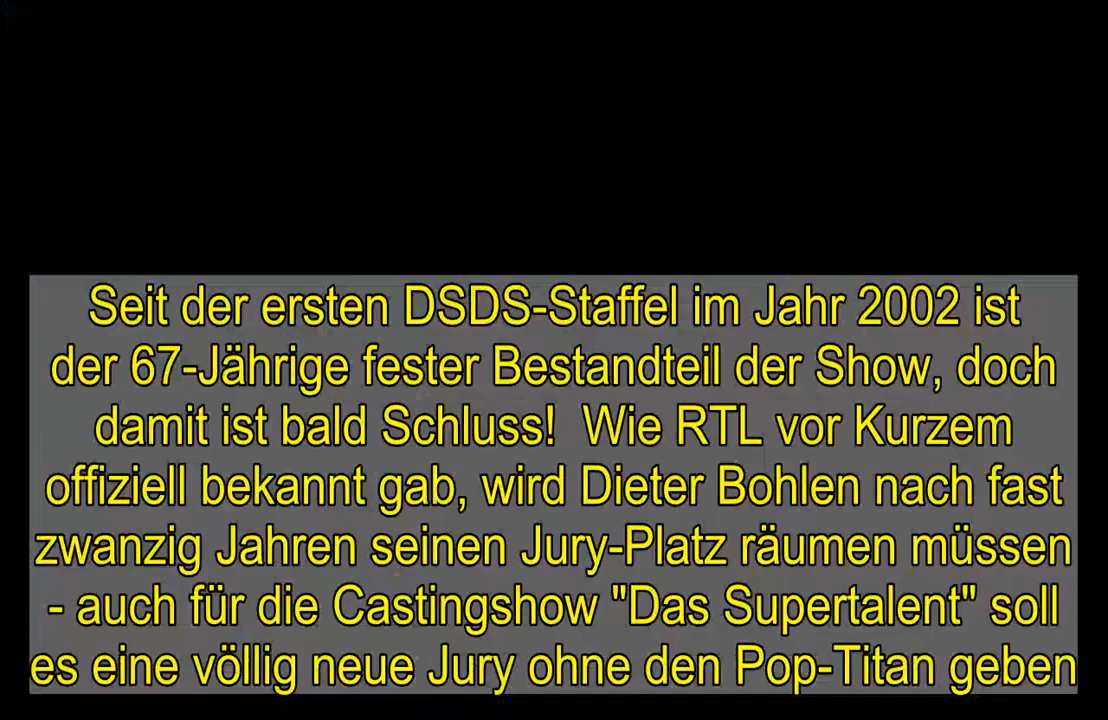 Seit der ersten DSDS-Staffel im Jahr 2002 ist
der 67-Jährige fester Bestandteil der Show, doch
damit ist bald Schluss!  Wie RTL vor Kurzem
offiziell bekannt gab, wird Dieter Bohlen nach fast
zwanzig Jahren seinen Jury-Platz räumen müssen
- auch für die Castingshow "Das Supertalent" soll
es eine völlig neue Jury ohne den Pop-Titan geben